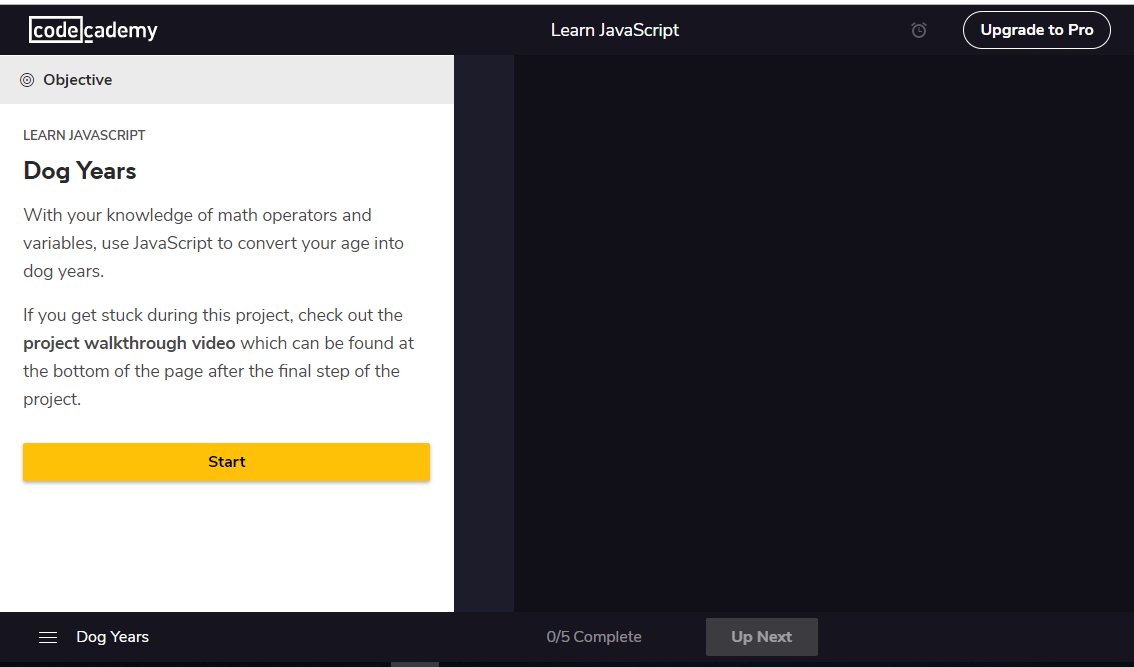 codecademy
Learn JavaScript
Upgrade to Pro
Objective
LEARN JAVASCRIPT
Dog Years
With your knowledge of math operators and
variables, use JavaScript to convert your age into
dog years.
If you get stuck during this project, check out the
project walkthrough video which can be found at
the bottom of the page after the final step of the
project.
Start
Dog Years
0/5 Complete
Up Next